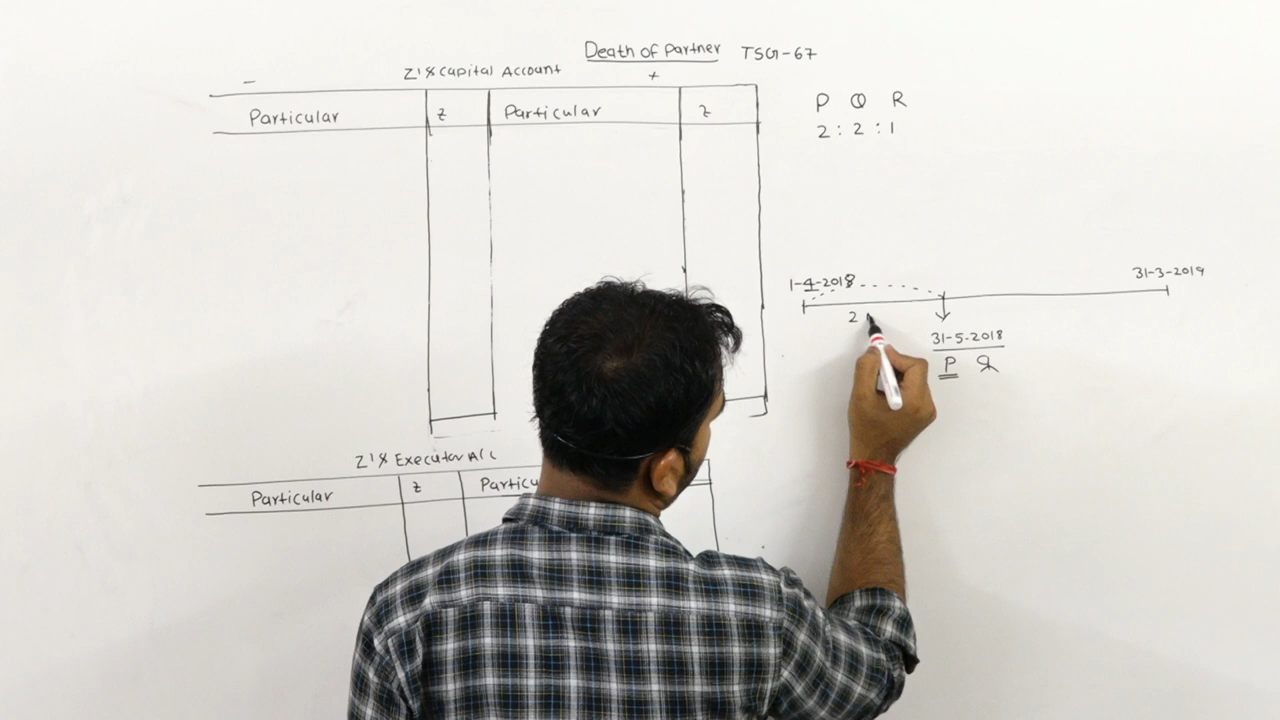 Death of Partner TSG-67
Z's Capital Account
- +
Particular z Particular z
P Q R
2 : 2 : 1
1-4-2018 31-3-2019
2
31-5-2018
P
Z's Executor A/c
Particular z Particu